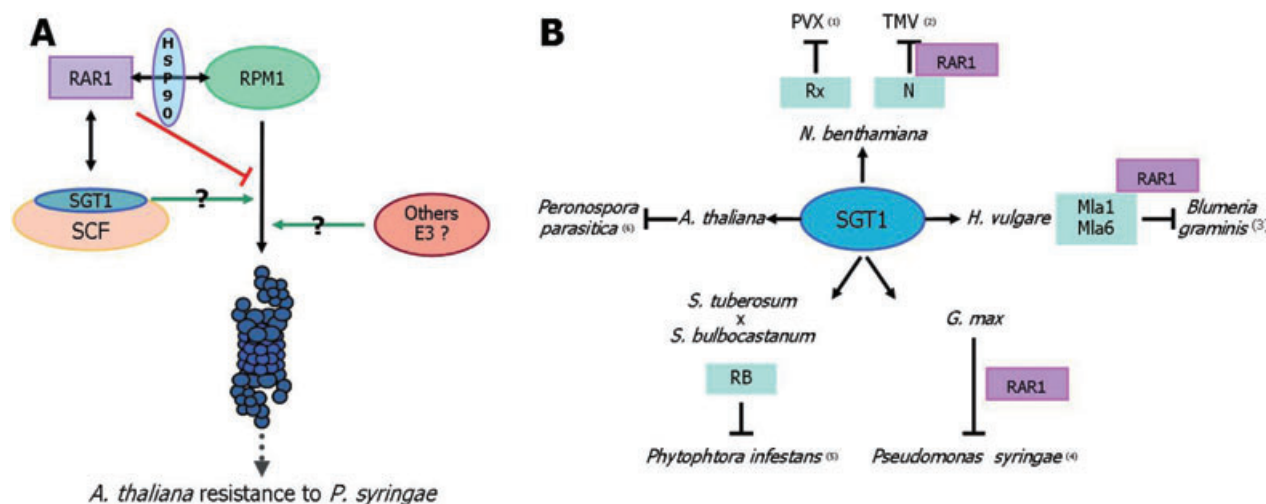 A
HSP90
RAR1
RPM1
?
SGT1
SCF
?
Others
E3 ?
A. thaliana resistance to P. syringae
B
PVX (1)
TMV (2)
RAR1
Rx
N
N. benthamiana
RAR1
Peronospora
parasitica (6)
A. thaliana
SGT1
H. vulgare
Mla1
Mla6
Blumeria
graminis (3)
S. tuberosum
x
S. bulbocastanum
G. max
RB
RAR1
Phytophtora infestans (5)
Pseudomonas syringae (4)